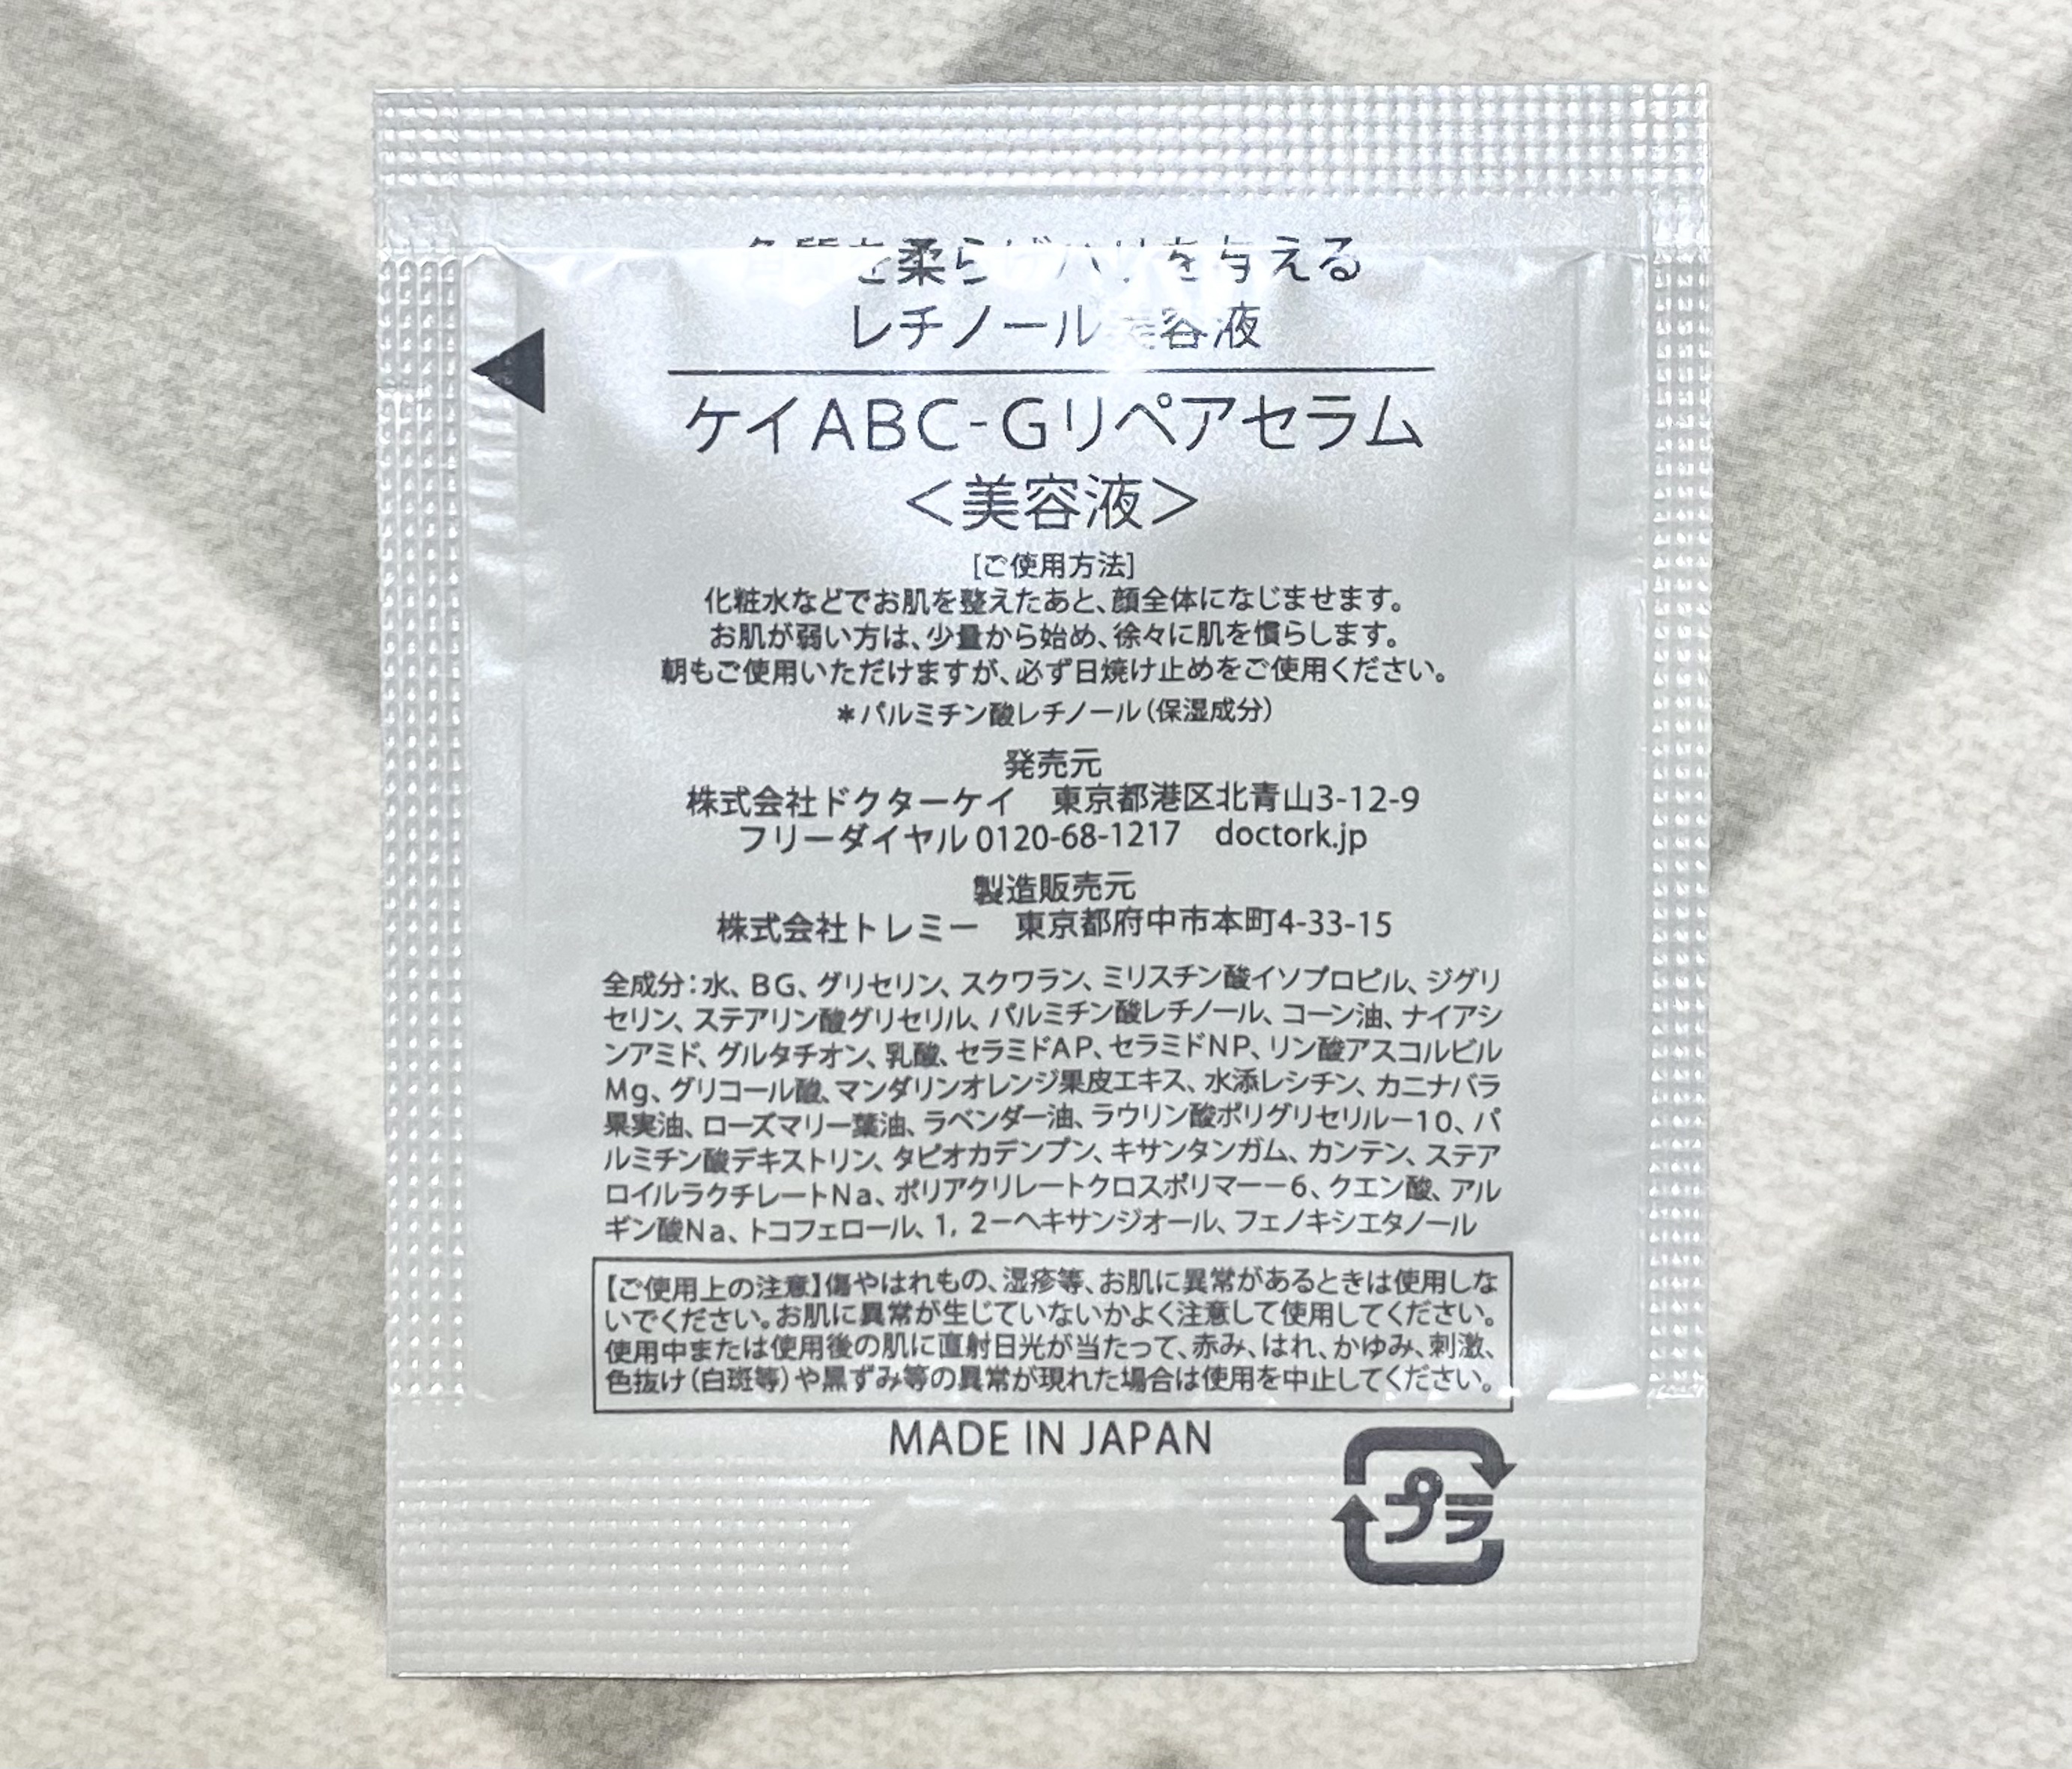 角質を柔らげハリを与える
レチノール美容液
ケイABC-Gリペアセラム
＜美容液＞
[ご使用方法]
化粧水などでお肌を整えたあと、顔全体になじませます。
お肌が弱い方は、少量から始め、徐々に肌を慣らします。
朝もご使用いただけますが、必ず日焼け止めをご使用ください。
＊パルミチン酸レチノール（保湿成分）
発売元
株式会社ドクターケイ　東京都港区北青山3-12-9
フリーダイヤル 0120-68-1217　doctork.jp
製造販売元
株式会社トレミー　東京都府中市本町4-33-15
全成分：水、BG、グリセリン、スクワラン、ミリスチン酸イソプロピル、ジグリ
セリン、ステアリン酸グリセリル、パルミチン酸レチノール、コーン油、ナイアシ
ンアミド、グルタチオン、乳酸、セラミドAP、セラミドNP、リン酸アスコルビル
Mg、グリコール酸、マンダリンオレンジ果皮エキス、水添レシチン、カニナバラ
果実油、ローズマリー葉油、ラベンダー油、ラウリン酸ポリグリセリル－10、パ
ルミチン酸デキストリン、タピオカデンプン、キサンタンガム、カンテン、ステア
ロイルラクチレートNa、ポリアクリレートクロスポリマー－6、クエン酸、アル
ギン酸Na、トコフェロール、1，2－ヘキサンジオール、フェノキシエタノール
【ご使用上の注意】傷やはれもの、湿疹等、お肌に異常があるときは使用しな
いでください。お肌に異常が生じていないかよく注意して使用してください。
使用中または使用後の肌に直射日光が当たって、赤み、はれ、かゆみ、刺激、
色抜け（白斑等）や黒ずみ等の異常が現れた場合は使用を中止してください。
MADE IN JAPAN
プラ